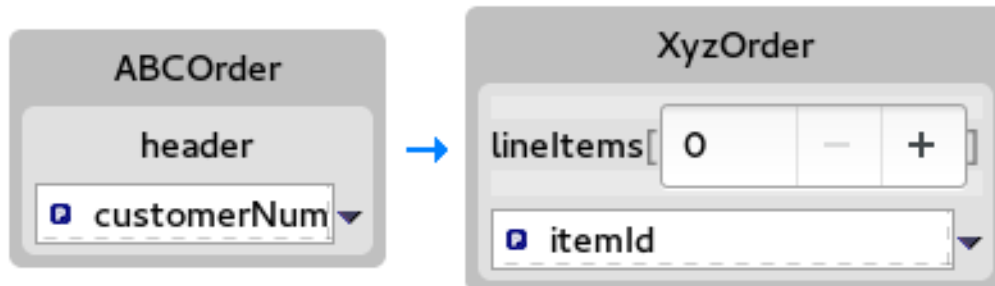 ABCOrder
header
customerNum
XyzOrder
lineItems[ 0 − + ]
itemId